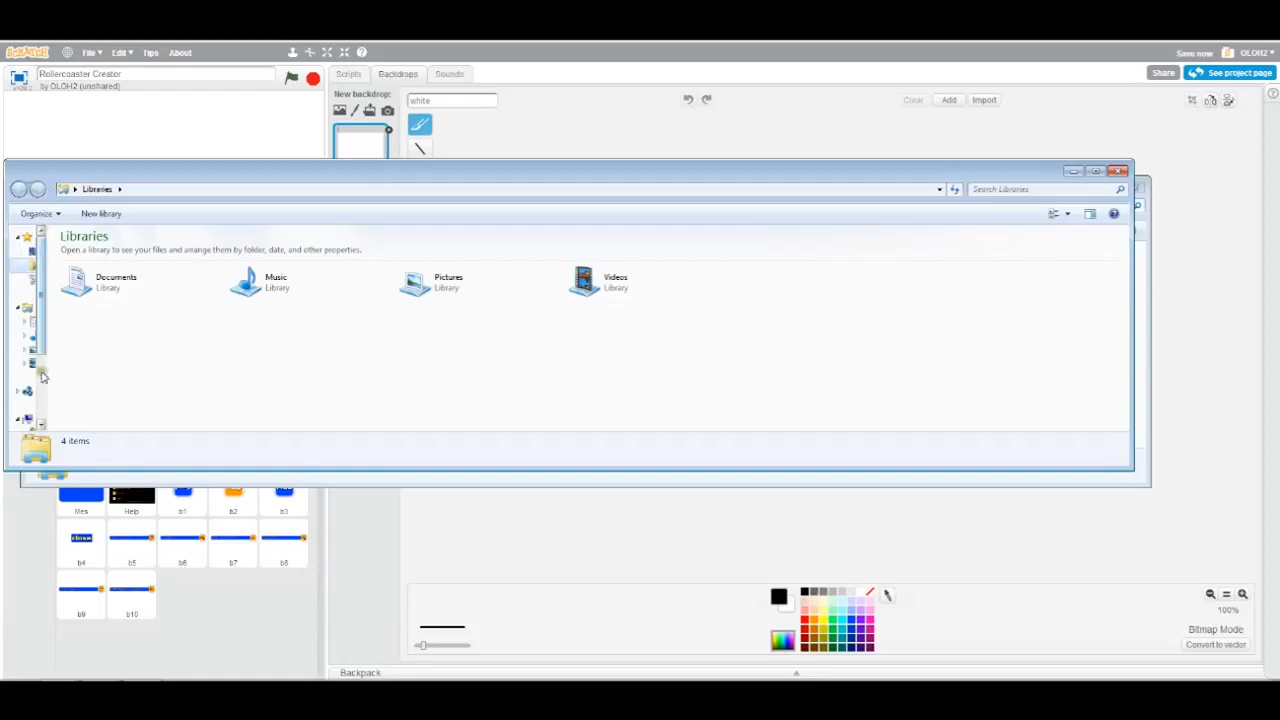 SCRATCH File Edit Tips About Save now OLOH2
Rollercoaster Creator
by OLOH2 (unshared)
Scripts Backdrops Sounds Share See project page
New backdrop: white Clear Add Import
Libraries
Search Libraries
Organize New library
Libraries
Open a library to see your files and arrange them by folder, date, and other properties.
Documents Music Pictures Videos
Library Library Library Library
4 items
Mes Help b1 b2 b3
close
b4 b5 b6 b7 b8
b9 b10
100%
Bitmap Mode
Convert to vector
Backpack